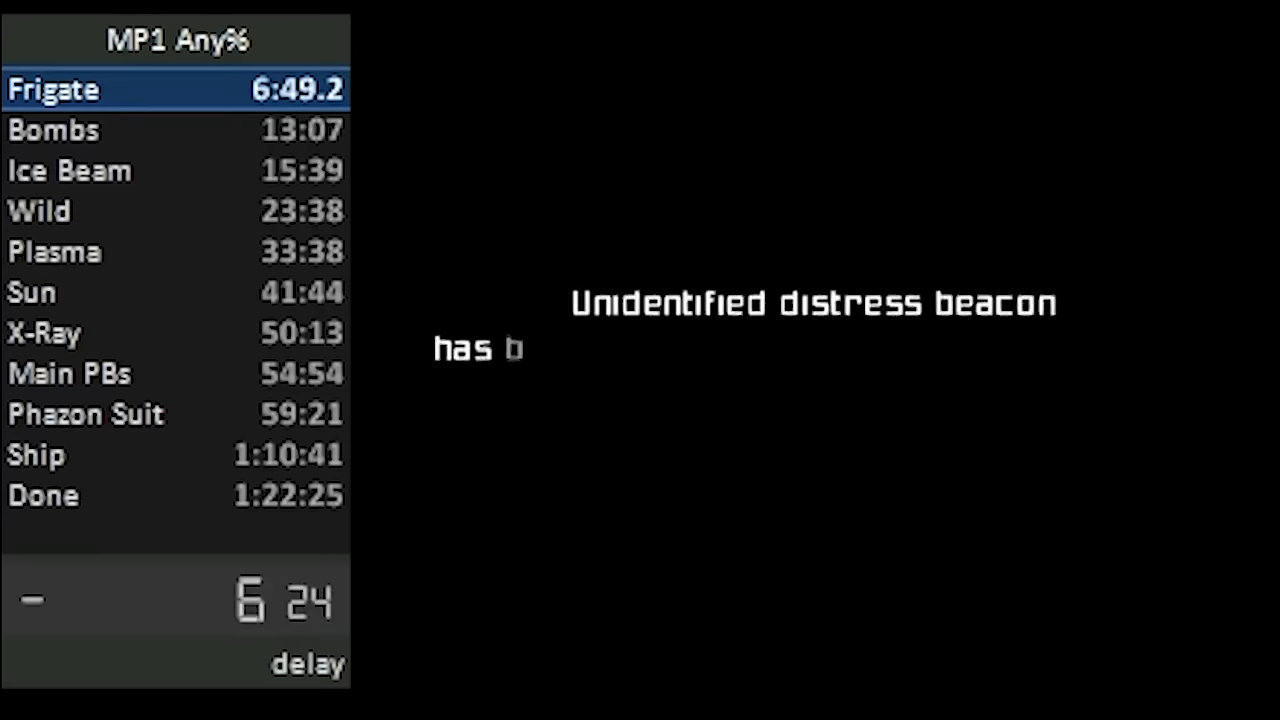 MP1 Any%
Frigate 6:49.2
Bombs 13:07
Ice Beam 15:39
Wild 23:38
Plasma 33:38
Sun 41:44
X-Ray 50:13
Main PBs 54:54
Phazon Suit 59:21
Ship 1:10:41
Done 1:22:25
- 6 24
delay
Unidentified distress beacon
has b